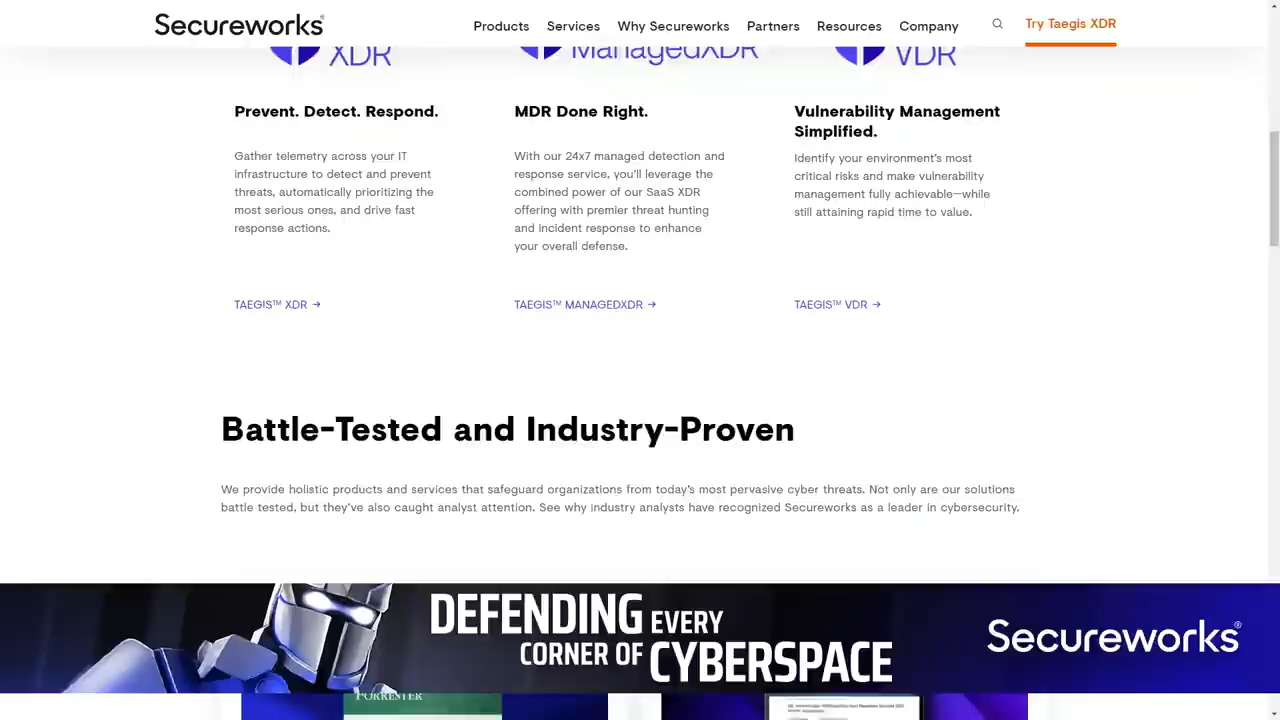 Secureworks®
Products Services Why Secureworks Partners Resources Company
Try Taegis XDR
XDR
ManagedXDR
VDR
Prevent. Detect. Respond.
Gather telemetry across your IT
infrastructure to detect and prevent
threats, automatically prioritizing the
most serious ones, and drive fast
response actions.
TAEGIS™ XDR →
MDR Done Right.
With our 24x7 managed detection and
response service, you'll leverage the
combined power of our SaaS XDR
offering with premier threat hunting
and incident response to enhance
your overall defense.
TAEGIS™ MANAGEDXDR →
Vulnerability Management
Simplified.
Identify your environment's most
critical risks and make vulnerability
management fully achievable—while
still attaining rapid time to value.
TAEGIS™ VDR →
Battle-Tested and Industry-Proven
We provide holistic products and services that safeguard organizations from today's most pervasive cyber threats. Not only are our solutions
battle tested, but they've also caught analyst attention. See why industry analysts have recognized Secureworks as a leader in cybersecurity.
DEFENDING EVERY
CORNER OF CYBERSPACE
Secureworks®
FORRESTER